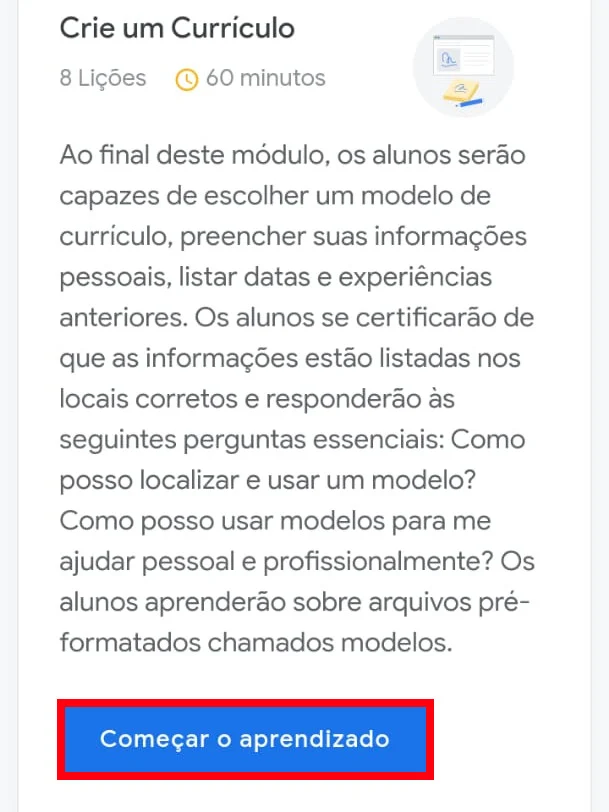 Crie um Currículo
8 Lições 60 minutos
Ao final deste módulo, os alunos serão
capazes de escolher um modelo de
currículo, preencher suas informações
pessoais, listar datas e experiências
anteriores. Os alunos se certificarão de
que as informações estão listadas nos
locais corretos e responderão às
seguintes perguntas essenciais: Como
posso localizar e usar um modelo?
Como posso usar modelos para me
ajudar pessoal e profissionalmente? Os
alunos aprenderão sobre arquivos pré-
formatados chamados modelos.
Começar o aprendizado